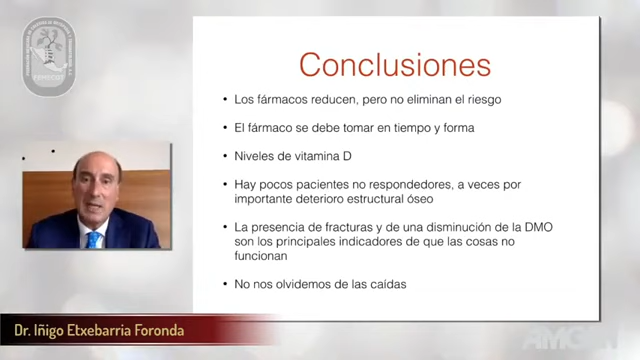 Conclusiones
• Los fármacos reducen, pero no eliminan el riesgo
• El fármaco se debe tomar en tiempo y forma
• Niveles de vitamina D
• Hay pocos pacientes no respondedores, a veces por
importante deterioro estructural óseo
• La presencia de fracturas y de una disminución de la DMO
son los principales indicadores de que las cosas no
funcionan
• No nos olvidemos de las caídas
Dr. Iñigo Etxebarria Foronda